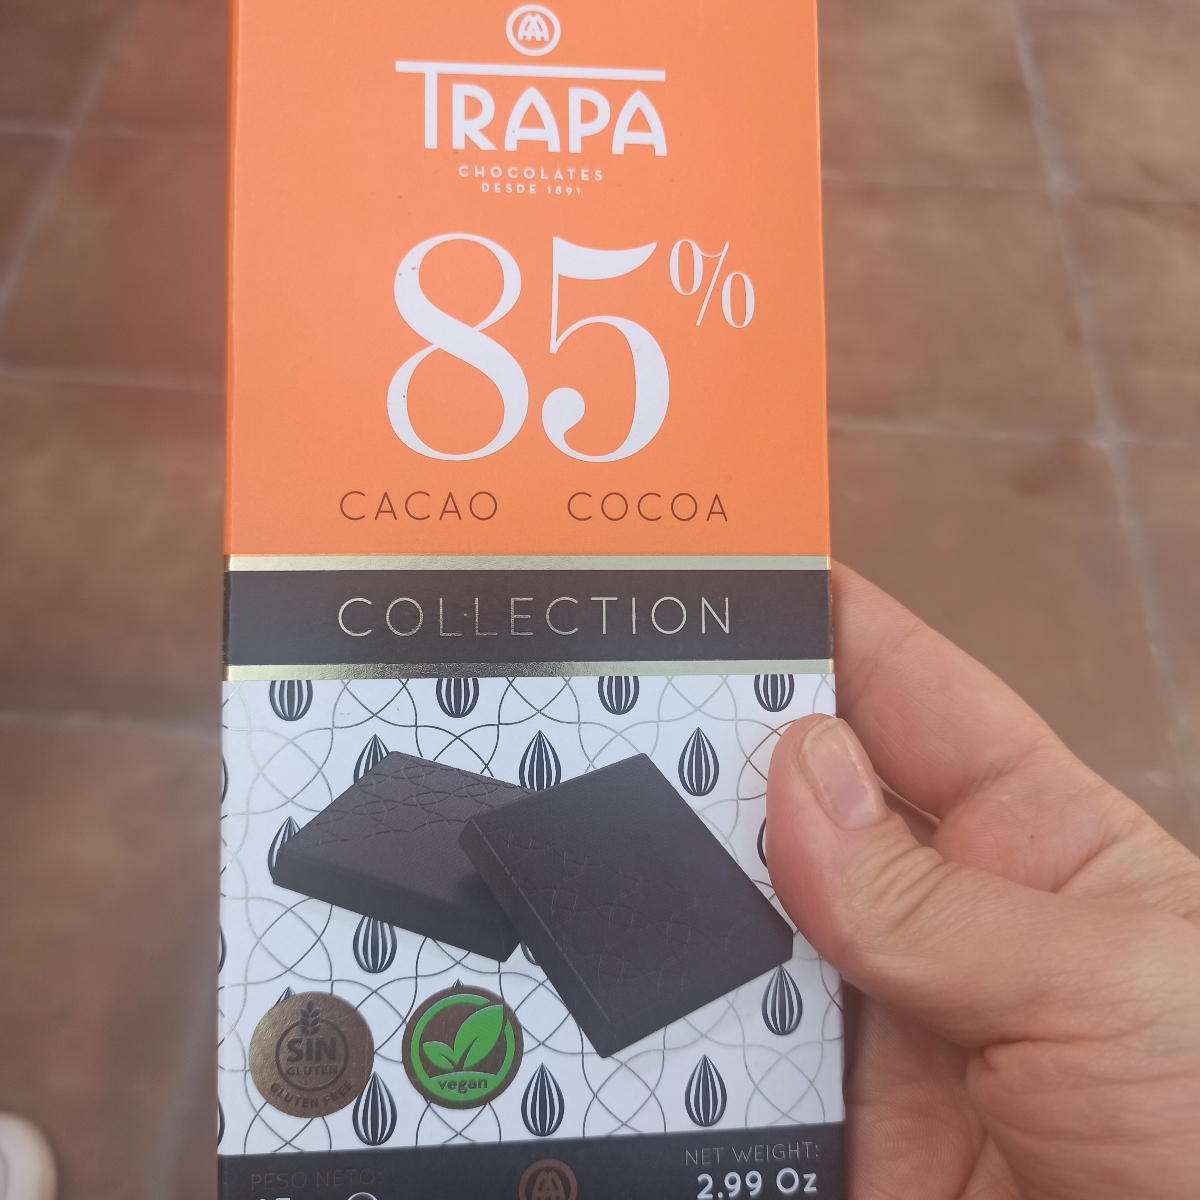 TRAPA
CHOCOLATES
DESDE 1891
85%
CACAO COCOA
COLLECTION
SIN
GLUTEN
GLUTEN FREE
vegan
PESO NETO:
NET WEIGHT:
2.99 Oz